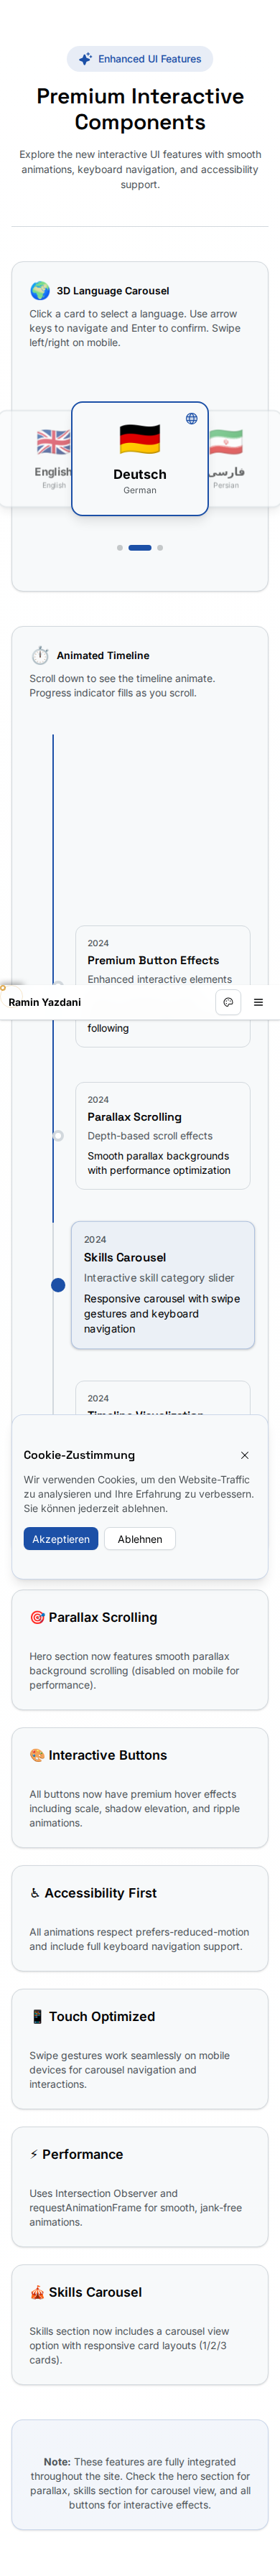 Enhanced UI Features
Premium Interactive
Components
Explore the new interactive UI features with smooth
animations, keyboard navigation, and accessibility
support.
🌍 3D Language Carousel
Click a card to select a language. Use arrow
keys to navigate and Enter to confirm. Swipe
left/right on mobile.
English
English
Deutsch
German
فارسی
Persian
⏱️ Animated Timeline
Scroll down to see the timeline animate.
Progress indicator fills as you scroll.
2024
Premium Button Effects
Enhanced interactive elements
Ramin Yazdani
following
2024
Parallax Scrolling
Depth-based scroll effects
Smooth parallax backgrounds
with performance optimization
2024
Skills Carousel
Interactive skill category slider
Responsive carousel with swipe
gestures and keyboard
navigation
2024
Cookie-Zustimmung
Wir verwenden Cookies, um den Website-Traffic
zu analysieren und Ihre Erfahrung zu verbessern.
Sie können jederzeit ablehnen.
Akzeptieren
Ablehnen
🎯 Parallax Scrolling
Hero section now features smooth parallax
background scrolling (disabled on mobile for
performance).
🎨 Interactive Buttons
All buttons now have premium hover effects
including scale, shadow elevation, and ripple
animations.
♿ Accessibility First
All animations respect prefers-reduced-motion
and include full keyboard navigation support.
📱 Touch Optimized
Swipe gestures work seamlessly on mobile
devices for carousel navigation and
interactions.
⚡ Performance
Uses Intersection Observer and
requestAnimationFrame for smooth, jank-free
animations.
🎪 Skills Carousel
Skills section now includes a carousel view
option with responsive card layouts (1/2/3
cards).
Note: These features are fully integrated
throughout the site. Check the hero section for
parallax, skills section for carousel view, and all
buttons for interactive effects.